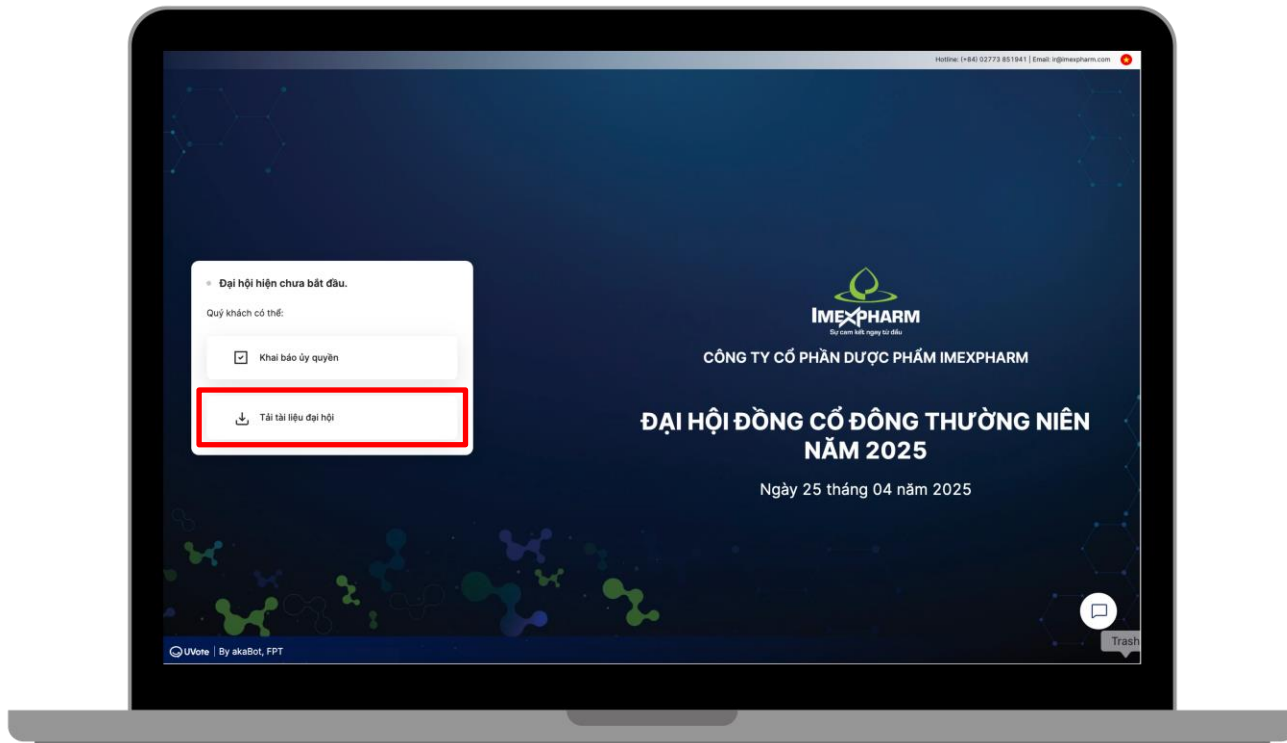 Hotline: (+84) 02773 851941 | Email: ir@imexpharm.com
Đại hội hiện chưa bắt đầu.
Quý khách có thể:
Khai báo ủy quyền
Tải tài liệu đại hội
IMEXPHARM
Sự cam kết ngay từ đầu
CÔNG TY CỔ PHẦN DƯỢC PHẨM IMEXPHARM
ĐẠI HỘI ĐỒNG CỔ ĐÔNG THƯỜNG NIÊN
NĂM 2025
Ngày 25 tháng 04 năm 2025
Trash
UVote | By akaBot, FPT